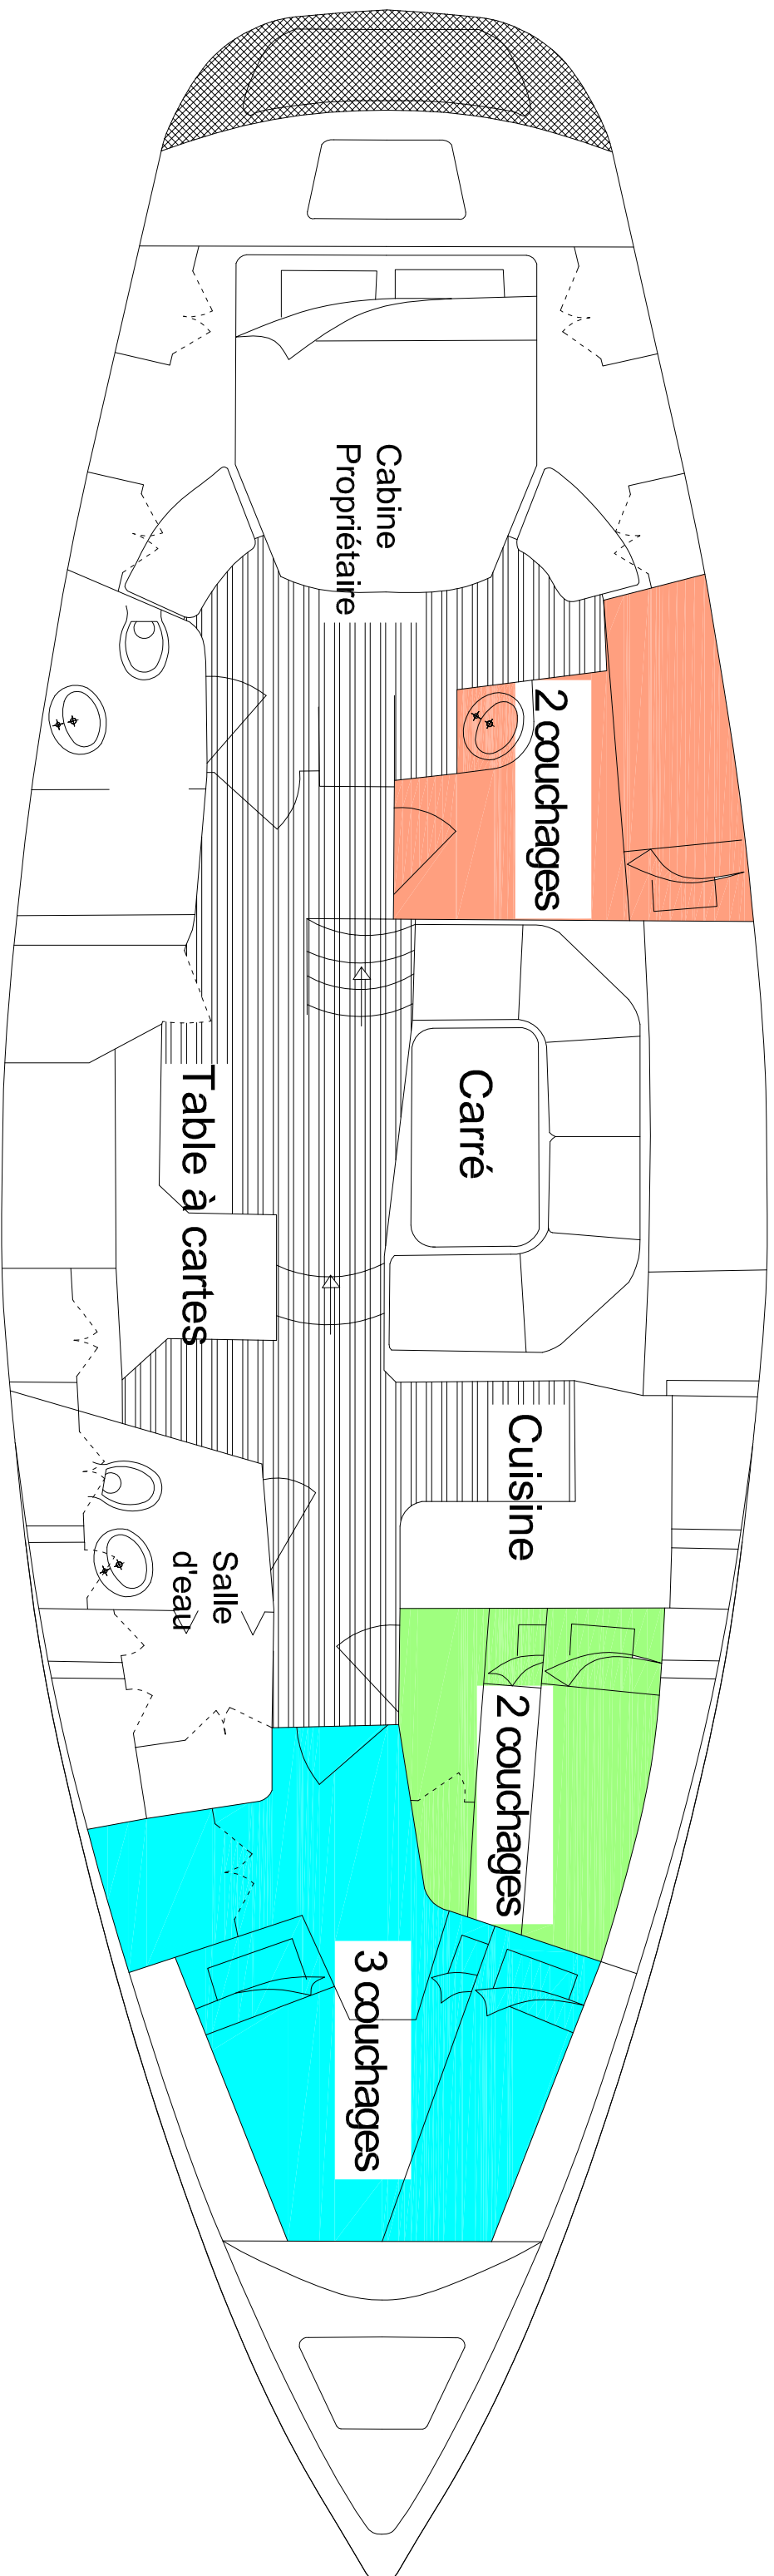 Cabine
Propriétaire
2 couchages
Carré
Table à cartes
Cuisine
Salle
d'eau
2 couchages
3 couchages